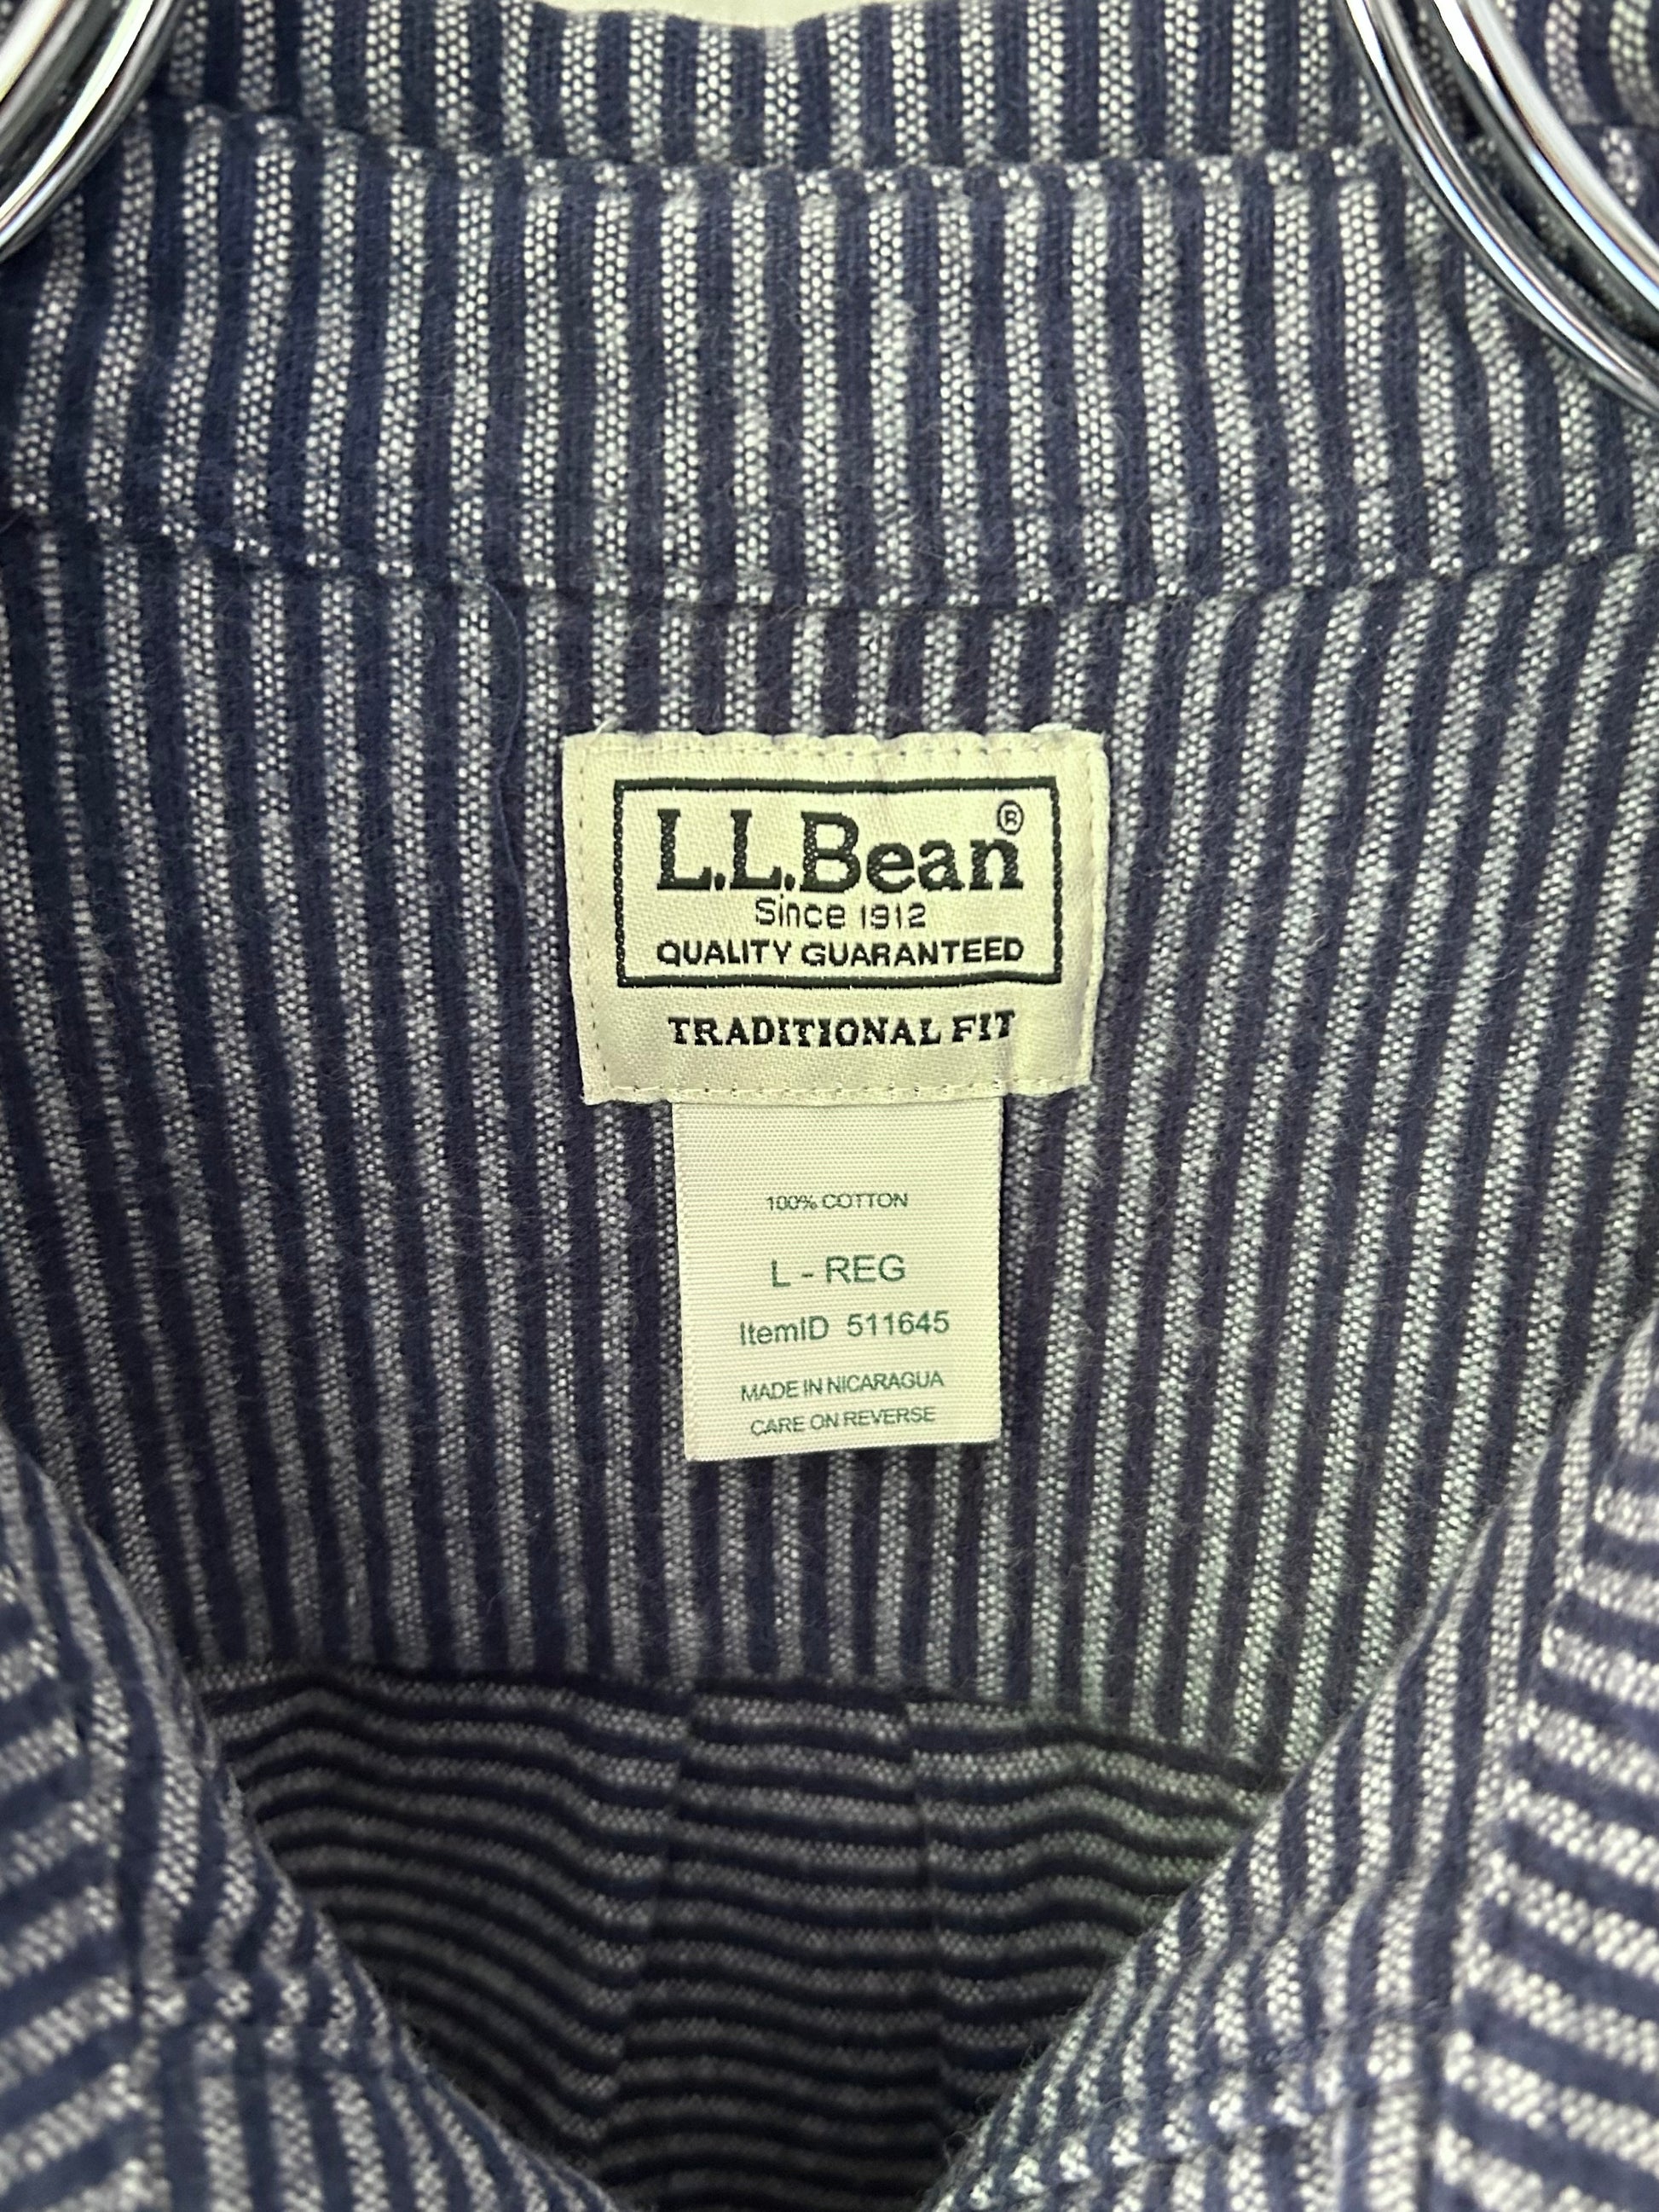 L.L.Bean®
Since 1912
QUALITY GUARANTEED
TRADITIONAL FIT
100% COTTON
L - REG
ItemID 511645
MADE IN NICARAGUA
CARE ON REVERSE